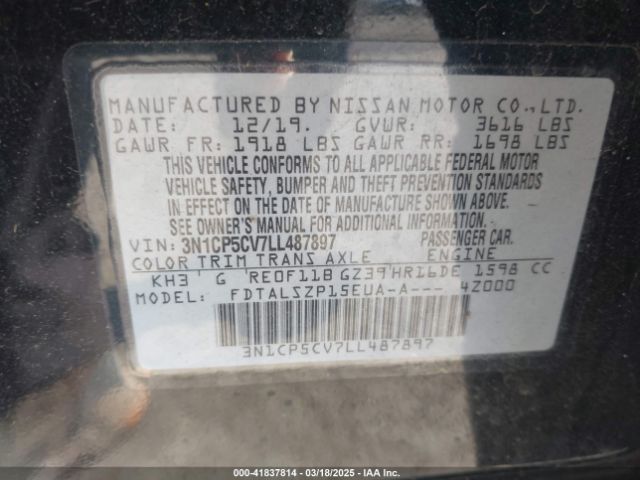 MANUFACTURED BY NISSAN MOTOR CO.,LTD.
DATE: 12/19. GVWR: 3616 LBS
GAWR FR: 1918 LBS GAWR RR: 1698 LBS
THIS VEHICLE CONFORMS TO ALL APPLICABLE FEDERAL MOTOR
VEHICLE SAFETY, BUMPER AND THEFT PREVENTION STANDARDS
IN EFFECT ON THE DATE OF MANUFACTURE SHOWN ABOVE.
SEE OWNER'S MANUAL FOR ADDITIONAL INFORMATION.
VIN: 3N1CP5CV7LL487897 PASSENGER CAR.
COLOR TRIM TRANS AXLE ENGINE
KH3 G RE0F11B GZ39 HR16DE 1598 CC
MODEL: FDTALSZP15EUA-A--- 4Z000
3N1CP5CV7LL487897
000-41837814 | 03/18/2025 - IAA Inc.